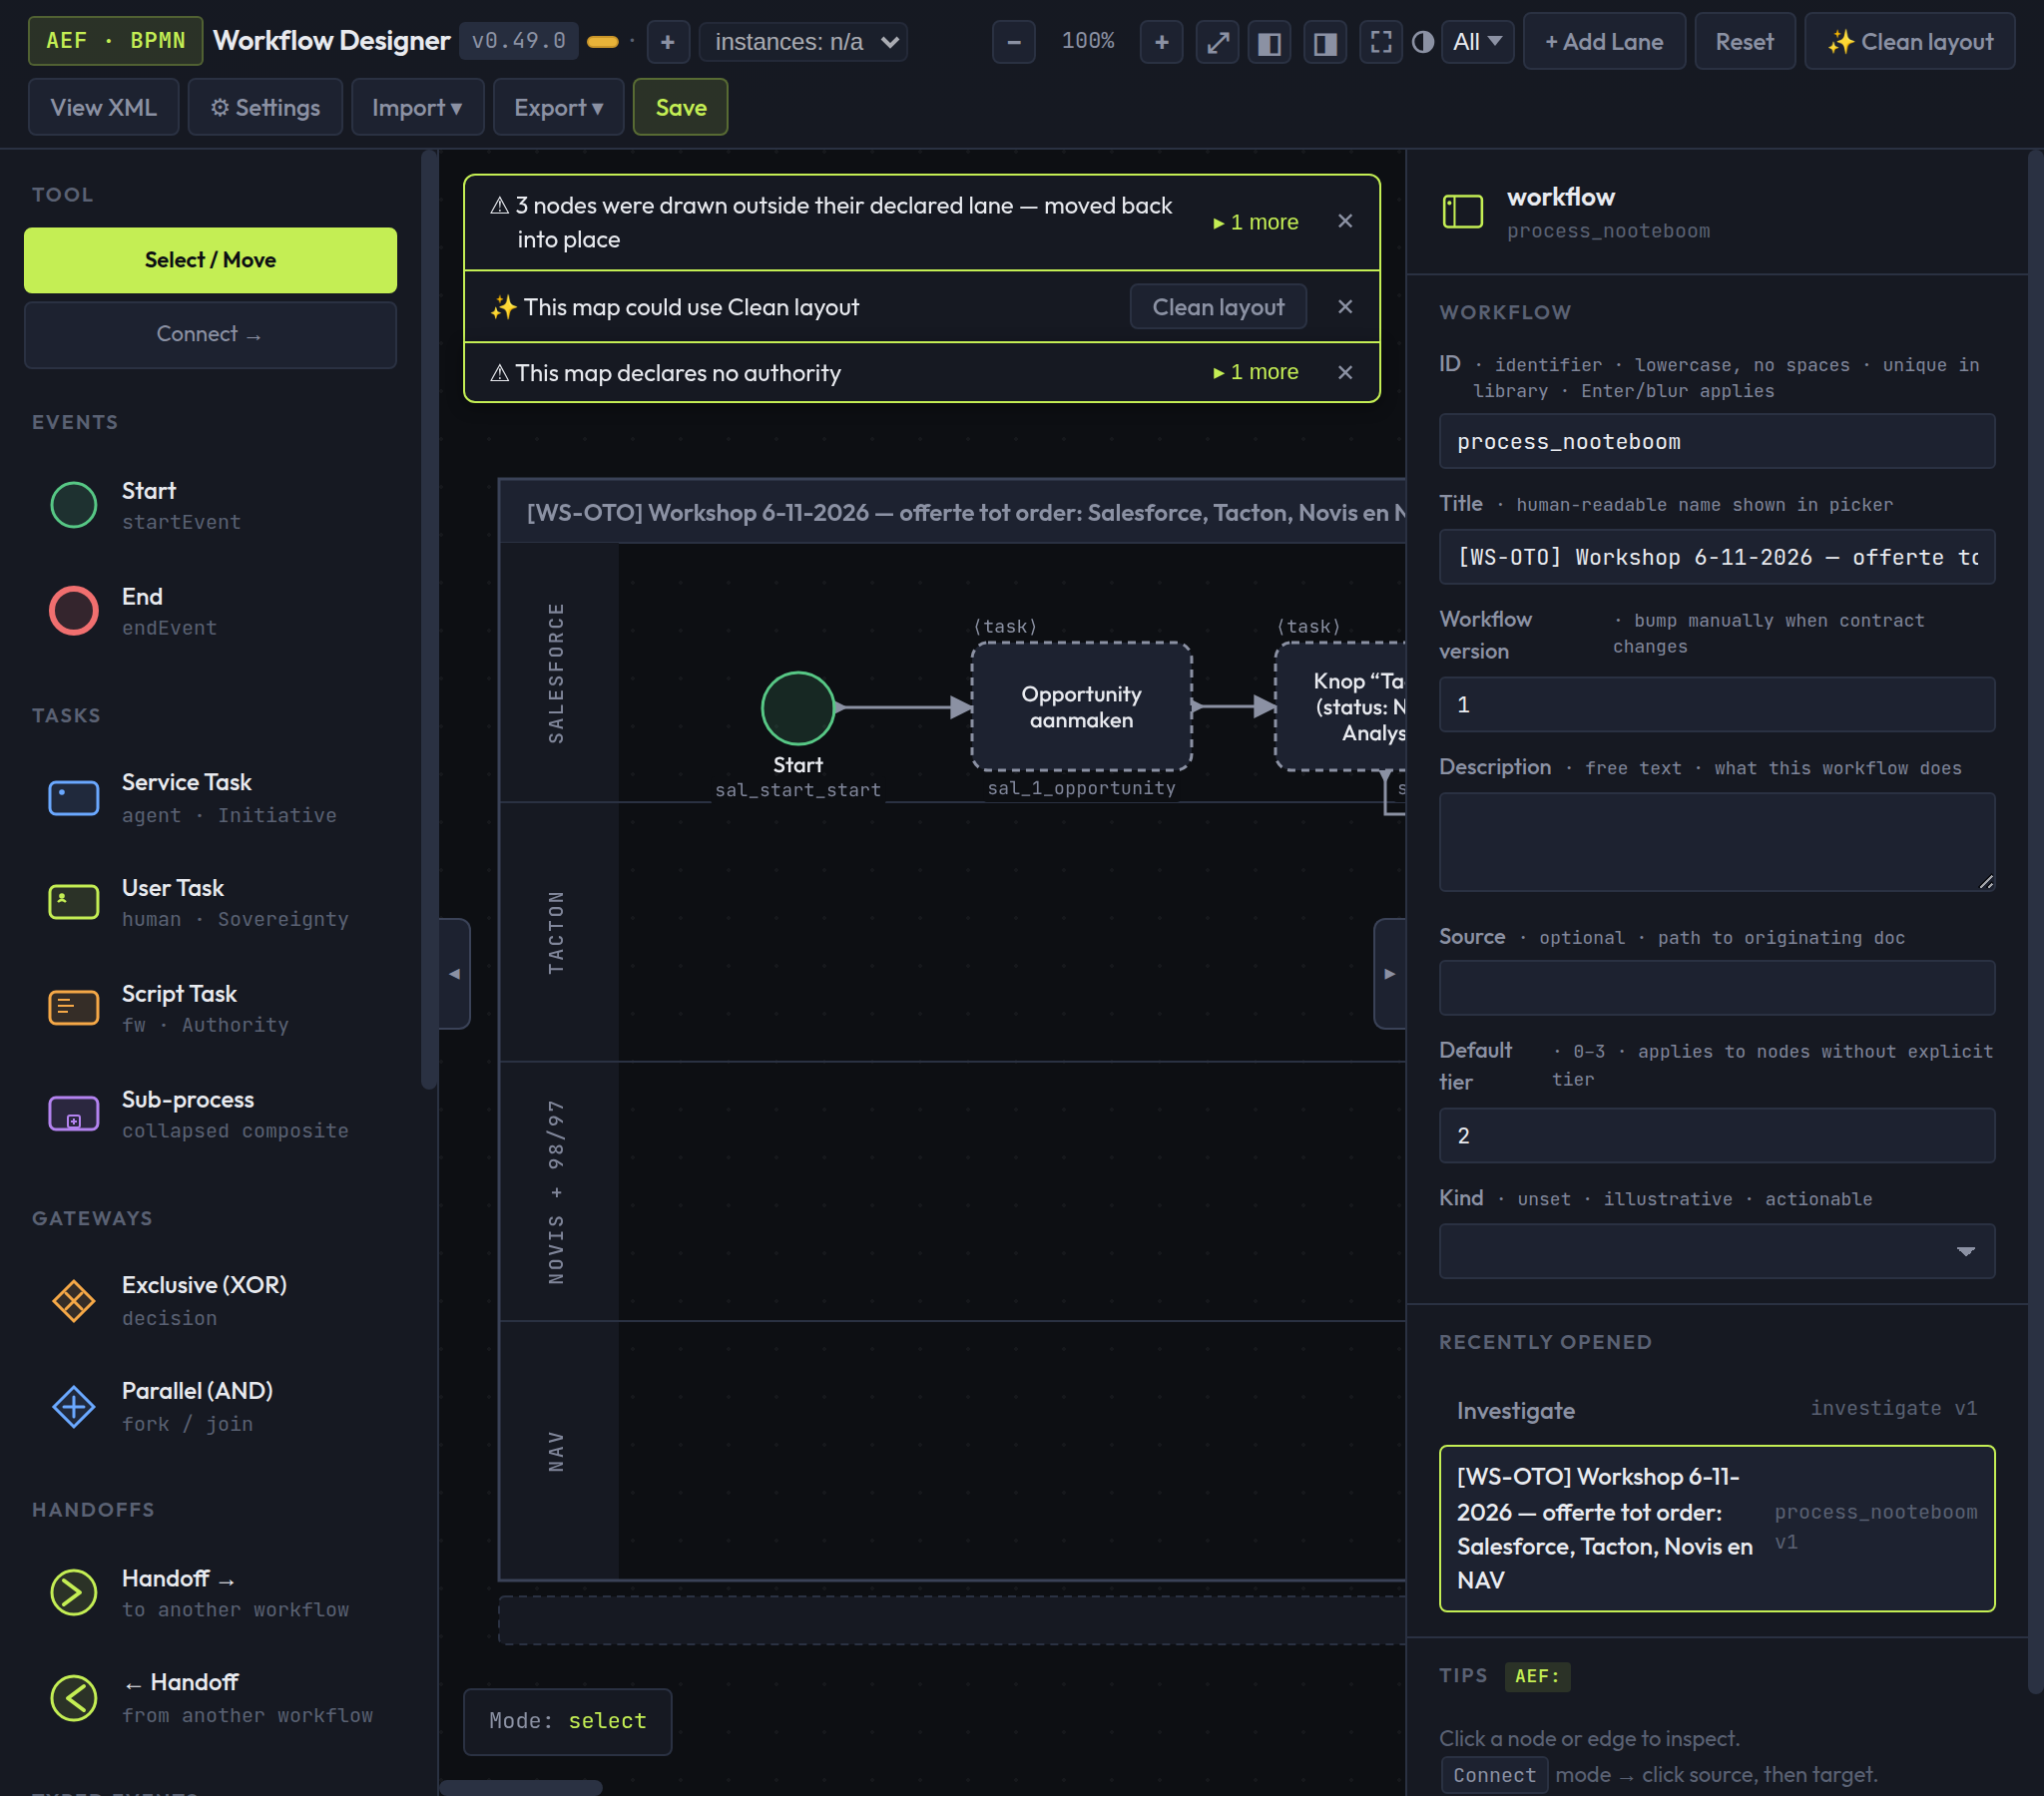 AEF · BPMN Workflow Designer v0.49.0 · + instances: n/a − 100% + All + Add Lane Reset ✨ Clean layout
View XML ⚙ Settings Import ▾ Export ▾ Save
TOOL
Select / Move
Connect →
EVENTS
Start
startEvent
End
endEvent
TASKS
Service Task
agent · Initiative
User Task
human · Sovereignty
Script Task
fw · Authority
Sub-process
collapsed composite
GATEWAYS
Exclusive (XOR)
decision
Parallel (AND)
fork / join
HANDOFFS
Handoff →
to another workflow
← Handoff
from another workflow
⚠ 3 nodes were drawn outside their declared lane — moved back
into place
▸ 1 more ✕
✨ This map could use Clean layout Clean layout ✕
⚠ This map declares no authority ▸ 1 more ✕
[WS-OTO] Workshop 6-11-2026 — offerte tot order: Salesforce, Tacton, Novis en N
SALESFORCE
⟨task⟩
⟨task⟩
Opportunity
aanmaken
Knop “Ta
(status: N
Analys
Start
sal_start_start
sal_1_opportunity
s
TACTON
NOVIS + 98/97
NAV
Mode: select
workflow
process_nooteboom
WORKFLOW
ID · identifier · lowercase, no spaces · unique in
library · Enter/blur applies
process_nooteboom
Title · human-readable name shown in picker
[WS-OTO] Workshop 6-11-2026 — offerte to
Workflow version · bump manually when contract changes
1
Description · free text · what this workflow does
Source · optional · path to originating doc
Default tier · 0–3 · applies to nodes without explicit tier
2
Kind · unset · illustrative · actionable
RECENTLY OPENED
Investigate investigate v1
[WS-OTO] Workshop 6-11-
2026 — offerte tot order:
Salesforce, Tacton, Novis en
NAV
process_nooteboom
v1
TIPS AEF:
Click a node or edge to inspect.
Connect mode → click source, then target.